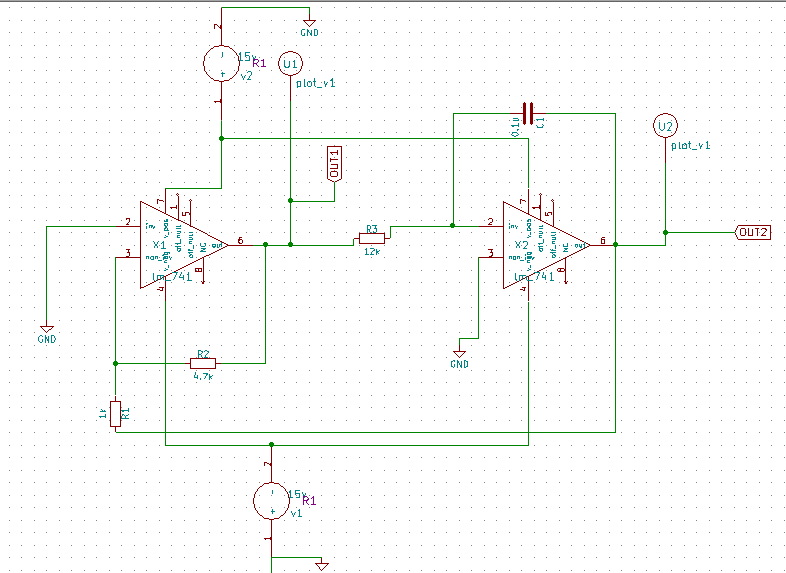 2
GND
15v
R1
v2
1
U1
plot_v1
OUT1
0.1u
C1
U2
plot_v1
7
1
5
2
inv
v_pos
off_null
off_null
X1
NC
out
6
3
non_inv
v_neg
lm_741
4
8
GND
R3
12k
7
1
5
2
inv
v_pos
off_null
off_null
X2
NC
out
6
3
non_inv
v_neg
lm_741
4
8
OUT2
GND
R2
4.7k
1k
R1
2
15v
R1
v1
1